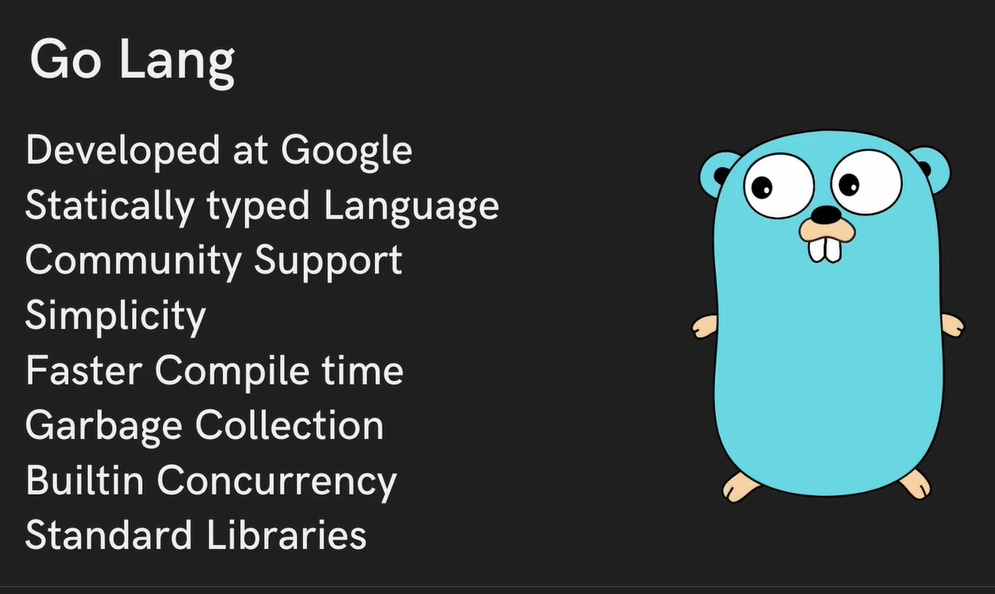 Go Lang
Developed at Google
Statically typed Language
Community Support
Simplicity
Faster Compile time
Garbage Collection
Builtin Concurrency
Standard Libraries